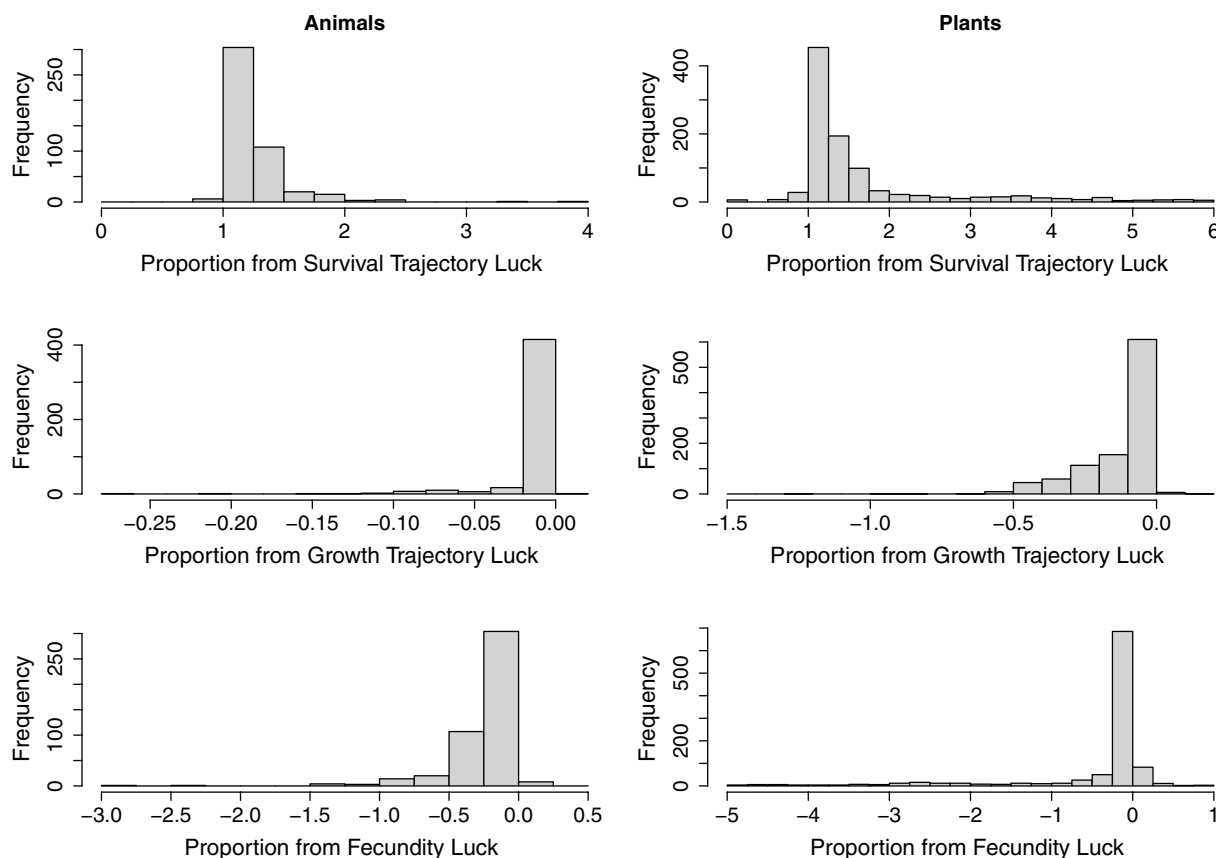 Animals
Frequency
0
100
250
0 1 2 3 4
Proportion from Survival Trajectory Luck
Plants
Frequency
0
200
400
0 1 2 3 4 5 6
Proportion from Survival Trajectory Luck
Frequency
0
200
400
−0.25 −0.20 −0.15 −0.10 −0.05 0.00
Proportion from Growth Trajectory Luck
Frequency
0
200
500
−1.5 −1.0 −0.5 0.0
Proportion from Growth Trajectory Luck
Frequency
0
100
250
−3.0 −2.5 −2.0 −1.5 −1.0 −0.5 0.0 0.5
Proportion from Fecundity Luck
Frequency
0
200
500
−5 −4 −3 −2 −1 0 1
Proportion from Fecundity Luck